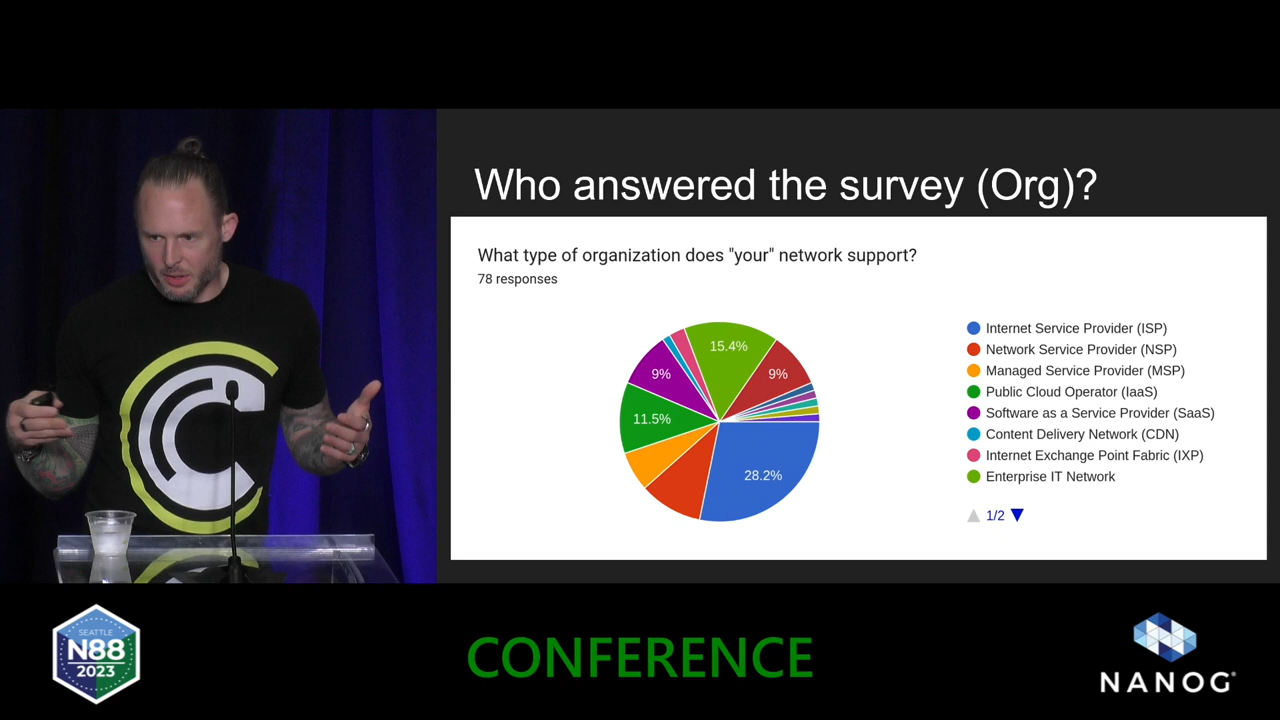 Who answered the survey (Org)?
What type of organization does "your" network support?
78 responses
15.4%
9%
9%
11.5%
28.2%
Internet Service Provider (ISP)
Network Service Provider (NSP)
Managed Service Provider (MSP)
Public Cloud Operator (IaaS)
Software as a Service Provider (SaaS)
Content Delivery Network (CDN)
Internet Exchange Point Fabric (IXP)
Enterprise IT Network
1/2
SEATTLE
N88
2023
CONFERENCE
NANOG®